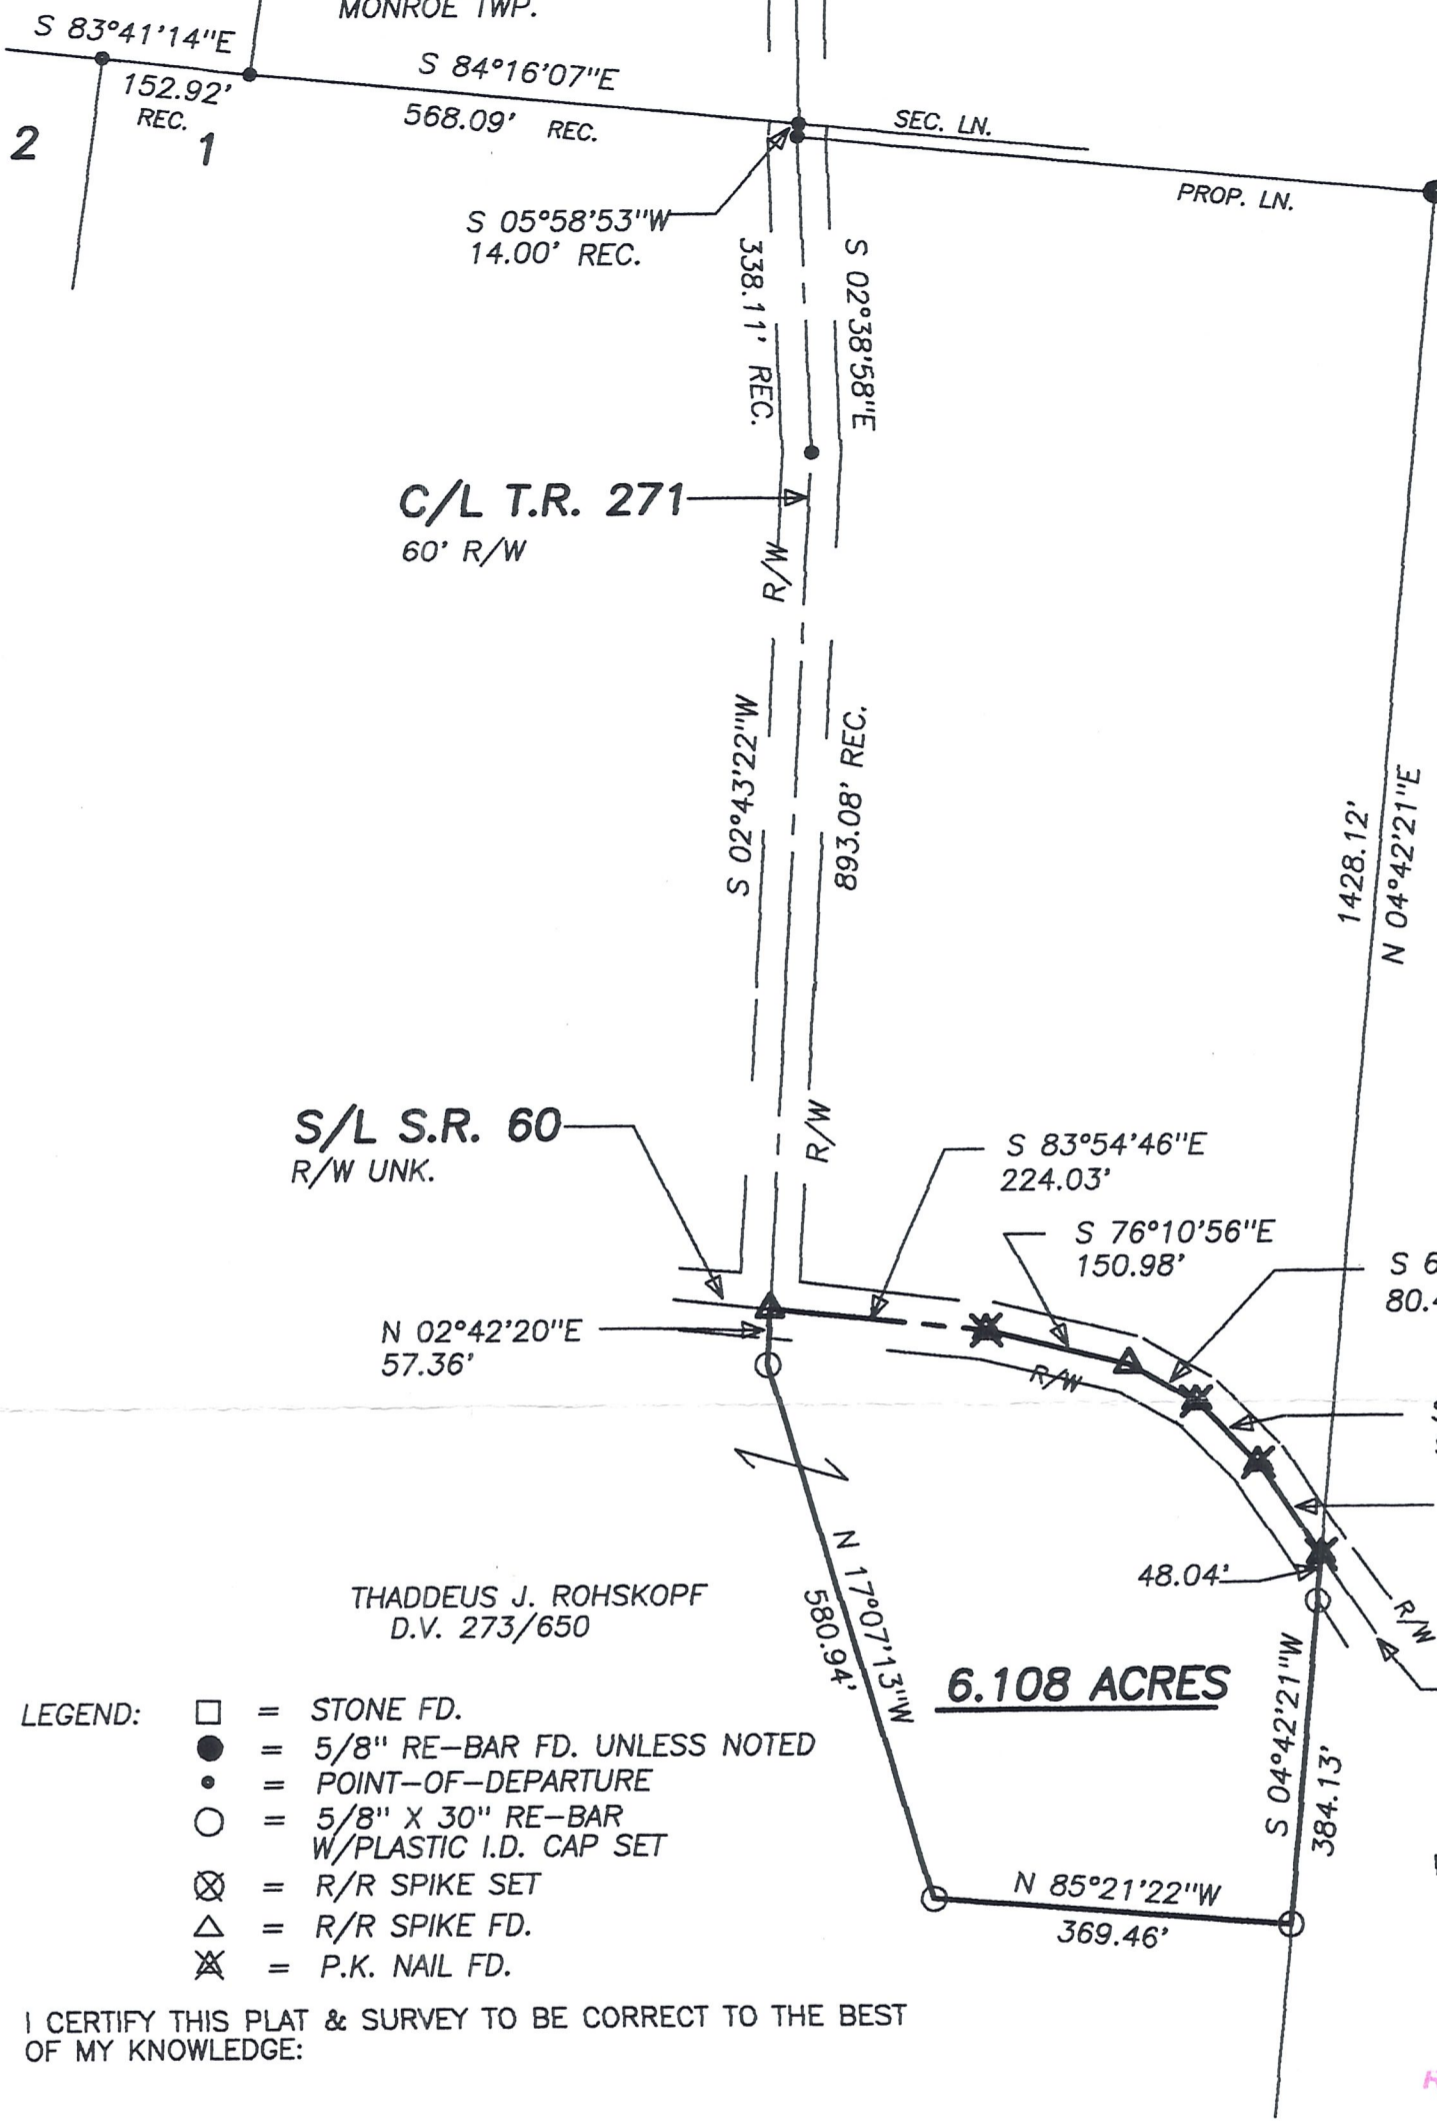 MONROE TWP.
S 83°41'14"E
152.92'
REC.
2
1
S 84°16'07"E
568.09' REC.
SEC. LN.
PROP. LN.
S 05°58'53"W
14.00' REC.
338.11' REC.
S 02°38'58"E
C/L T.R. 271
60' R/W
R/W
S 02°43'22"W
893.08' REC.
1428.12'
N 04°42'21"E
R/W
S/L S.R. 60
R/W UNK.
S 83°54'46"E
224.03'
S 76°10'56"E
150.98'
S 6
80.4
N 02°42'20"E
57.36'
R/W
48.04'
R/W
N 17°07'13"W
580.94'
THADDEUS J. ROHSKOPF
D.V. 273/650
6.108 ACRES
S 04°42'21"W
384.13'
N 85°21'22"W
369.46'
LEGEND:
= STONE FD.
= 5/8" RE-BAR FD. UNLESS NOTED
= POINT-OF-DEPARTURE
= 5/8" X 30" RE-BAR
W/PLASTIC I.D. CAP SET
= R/R SPIKE SET
= R/R SPIKE FD.
= P.K. NAIL FD.
I CERTIFY THIS PLAT & SURVEY TO BE CORRECT TO THE BEST
OF MY KNOWLEDGE: